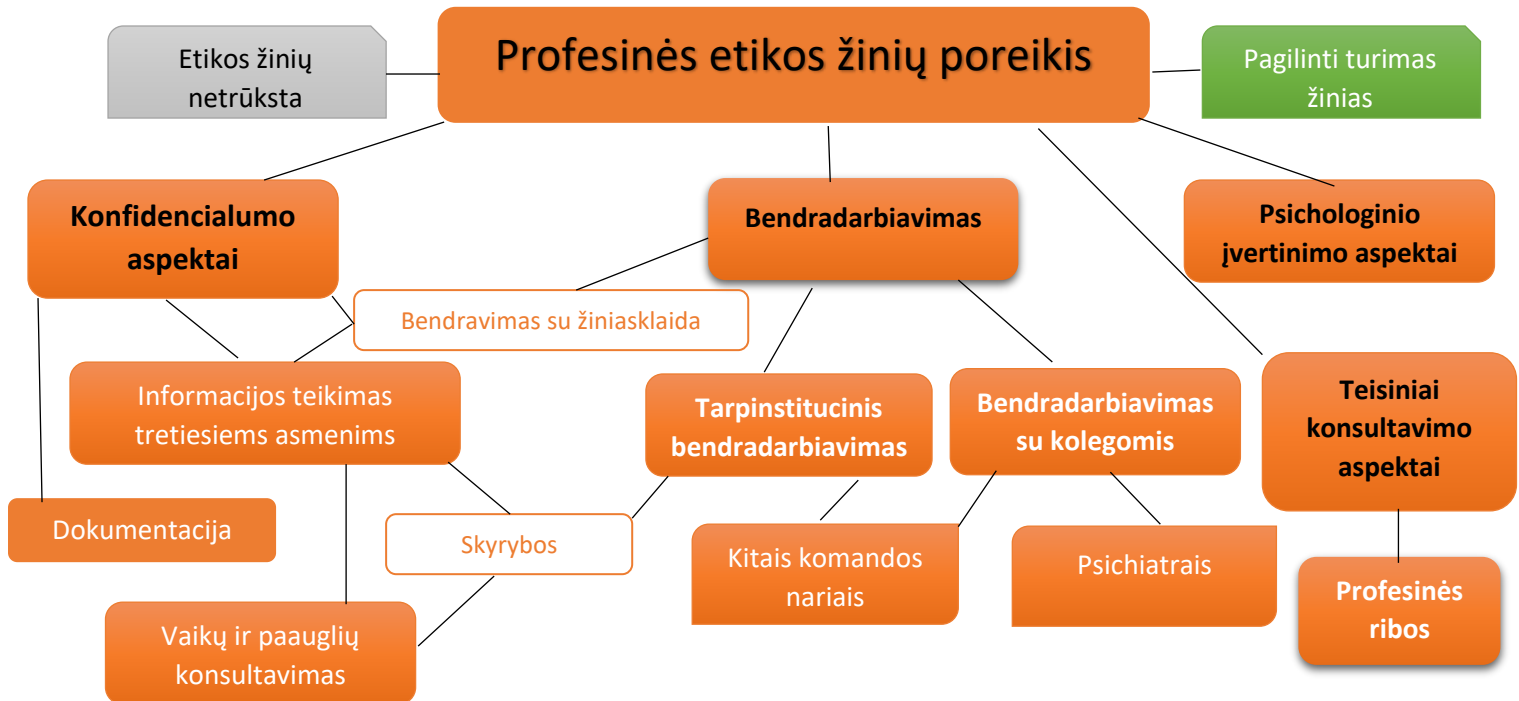 Profesinės etikos žinių poreikis
Etikos žinių
netrūksta
Pagilinti turimas
žinias
Konfidencialumo
aspektai
Bendradarbiavimas
Psichologinio
įvertinimo aspektai
Bendravimas su žiniasklaida
Informacijos teikimas
tretiesiems asmenims
Tarpinstitucinis
bendradarbiavimas
Bendradarbiavimas
su kolegomis
Teisiniai
konsultavimo
aspektai
Dokumentacija
Skyrybos
Kitais komandos
nariais
Psichiatrais
Profesinės
ribos
Vaikų ir paauglių
konsultavimas